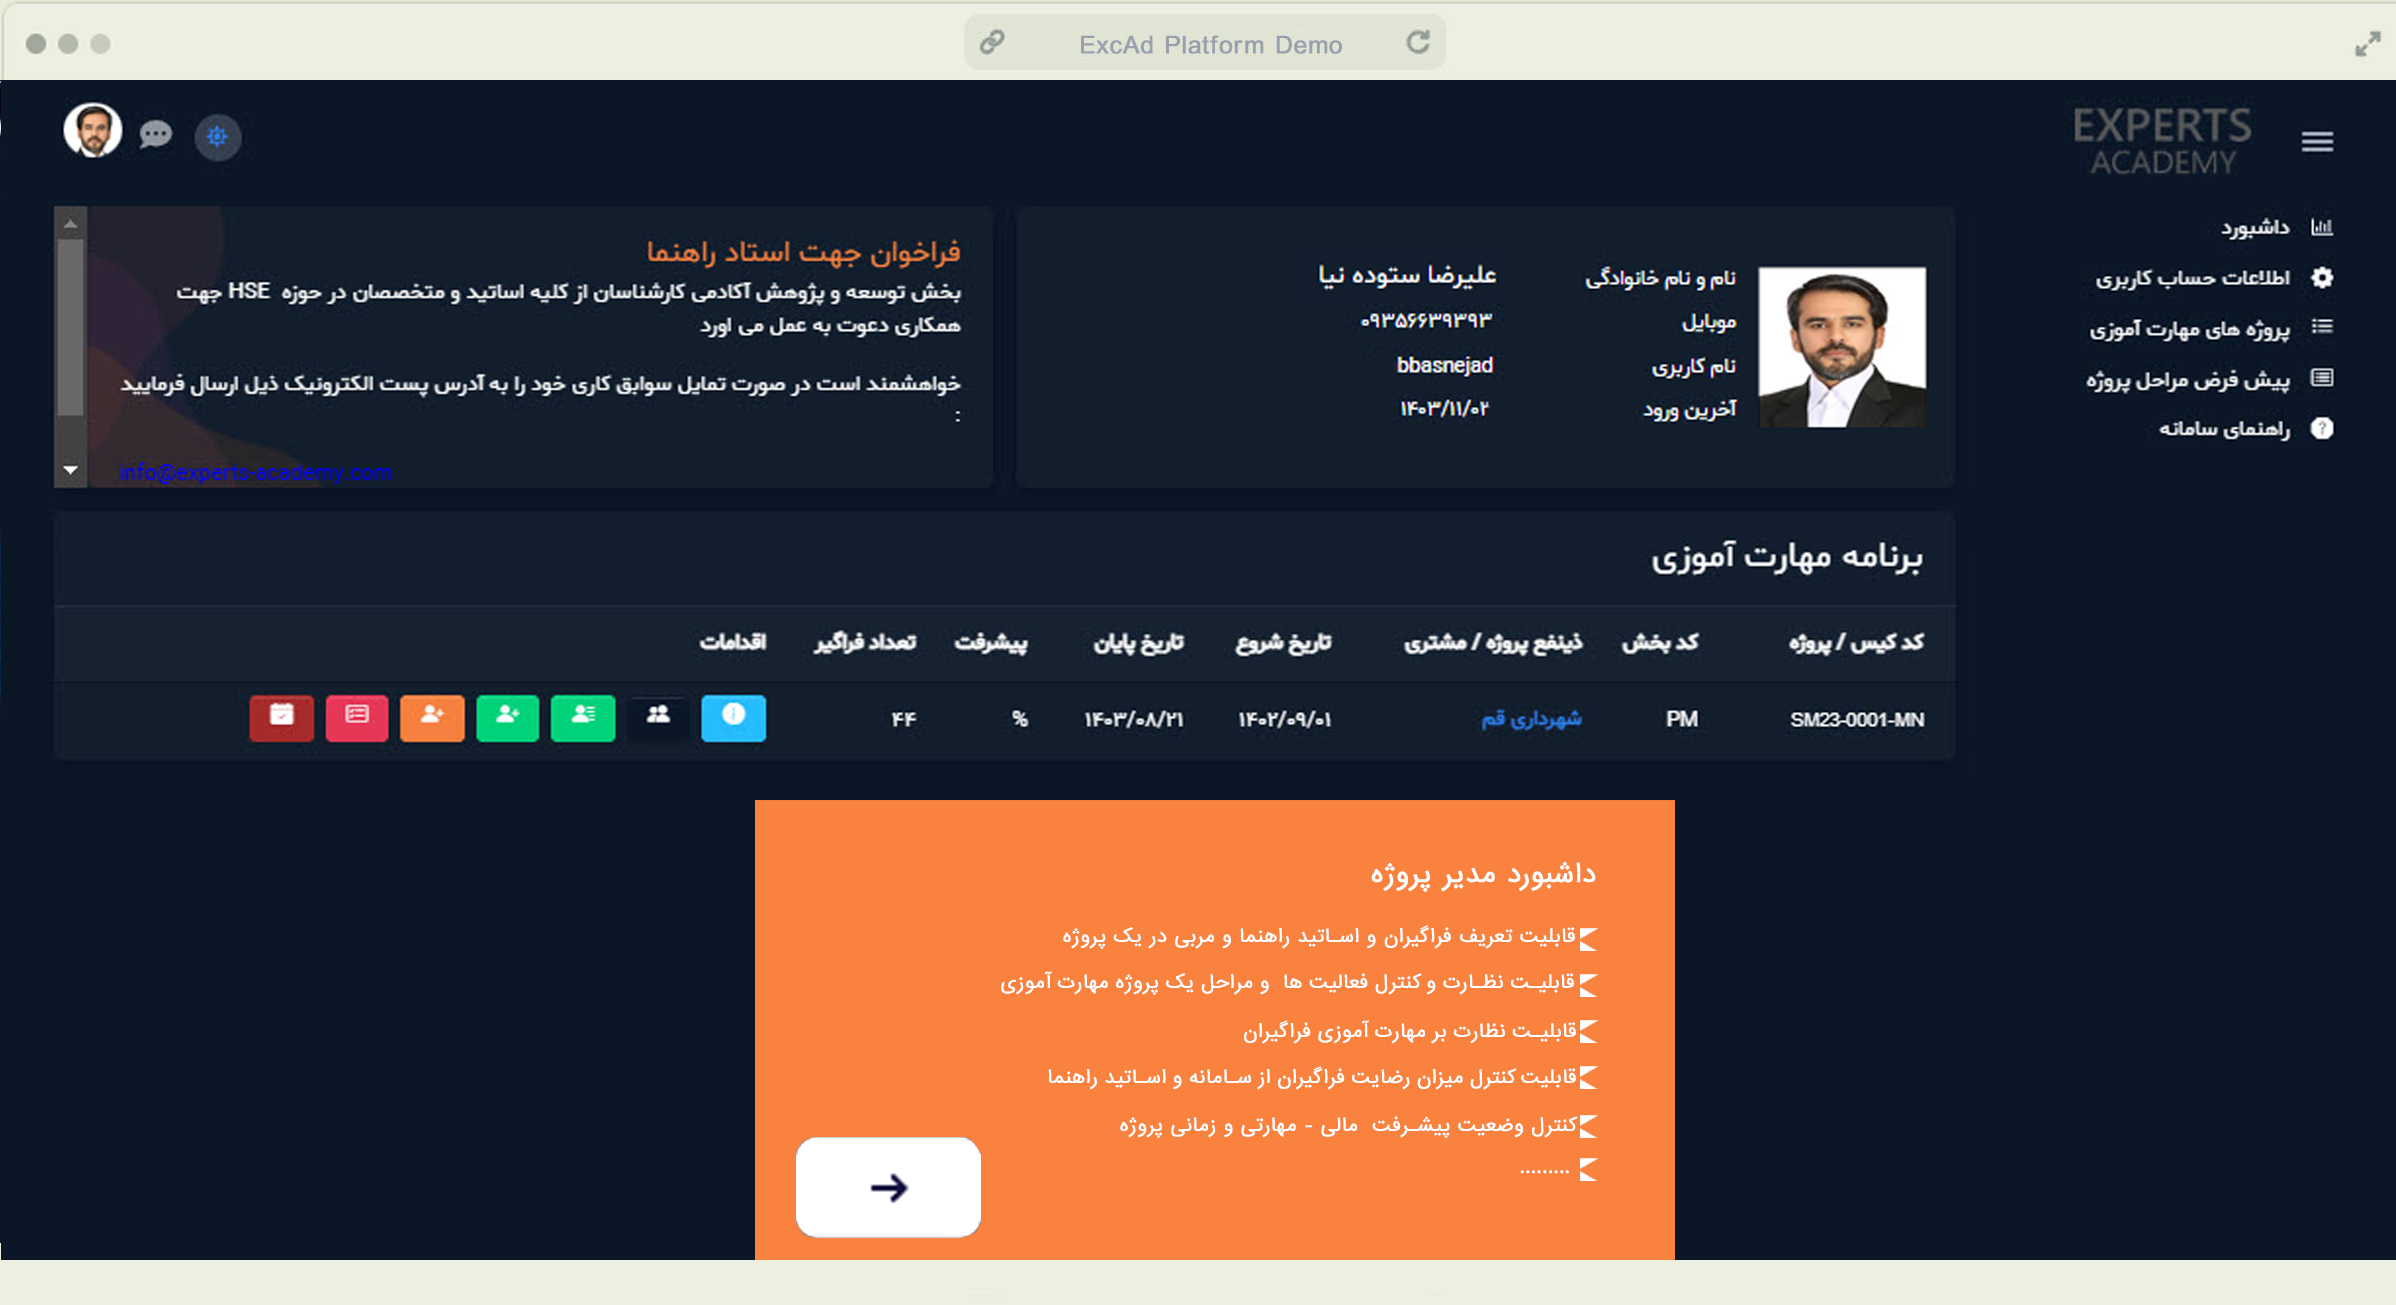 ExcAd Platform Demo
EXPERTS
ACADEMY
داشبورد
اطلاعات حساب کاربری
پروژه های مهارت آموزی
پیش فرض مراحل پروژه
راهنمای سامانه
نام و نام خانوادگی علیرضا ستوده نیا
موبایل ۰۹۳۵۶۶۳۹۳۹۳
نام کاربری bbasnejad
آخرین ورود ۱۴۰۳/۱۱/۰۲
فراخوان جهت استاد راهنما
بخش توسعه و پژوهش آکادمی کارشناسان از کلیه اساتید و متخصصان در حوزه HSE جهت
همکاری دعوت به عمل می اورد
خواهشمند است در صورت تمایل سوابق کاری خود را به آدرس پست الکترونیک ذیل ارسال فرمایید
:
info@experts-academy.com
برنامه مهارت آموزی
کد کیس / پروژه کد بخش ذینفع پروژه / مشتری تاریخ شروع تاریخ پایان پیشرفت تعداد فراگیر اقدامات
SM23-0001-MN PM شهرداری قم ۱۴۰۲/۰۹/۰۱ ۱۴۰۳/۰۸/۲۱ % ۴۴
داشبورد مدیر پروژه
قابلیت تعریف فراگیران و اسـاتید راهنما و مربی در یک پروژه
قابلیـت نظـارت و کنترل فعالیت ها و مراحل یک پروژه مهارت آموزی
قابلیـت نظارت بر مهارت آموزی فراگیران
قابلیت کنترل میزان رضایت فراگیران از سـامانه و اسـاتید راهنما
کنترل وضعیت پیشـرفت مالی - مهارتی و زمانی پروژه
.........